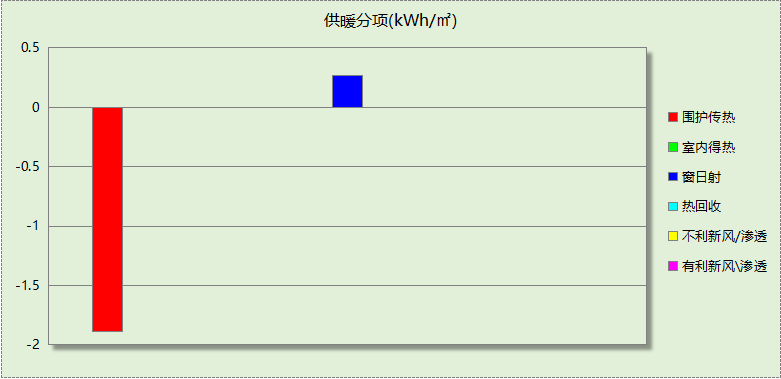 供暖分项(kWh/㎡)
0.5
0
-0.5
-1
-1.5
-2
围护传热
室内得热
窗日射
热回收
不利新风/渗透
有利新风\渗透